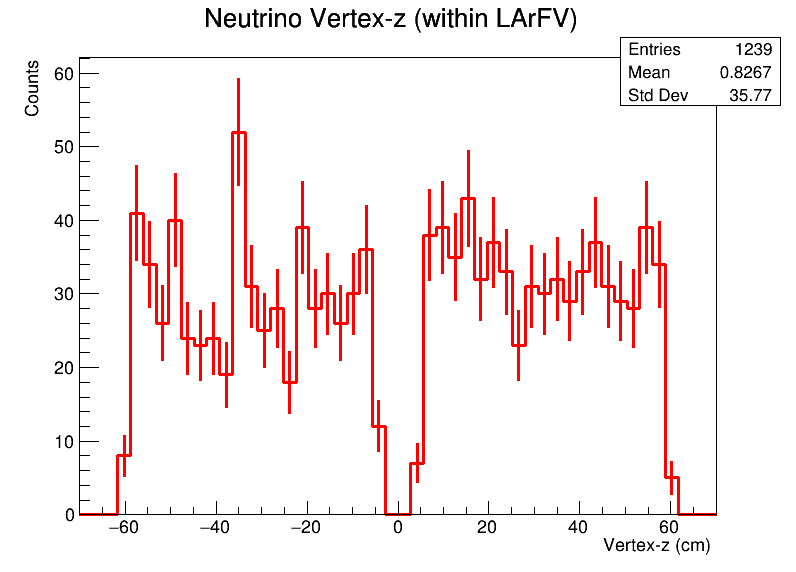 Neutrino Vertex-z (within LArFV)
Entries 1239
Mean 0.8267
Std Dev 35.77
Counts
60
50
40
30
20
10
0
−60 −40 −20 0 20 40 60
Vertex-z (cm)